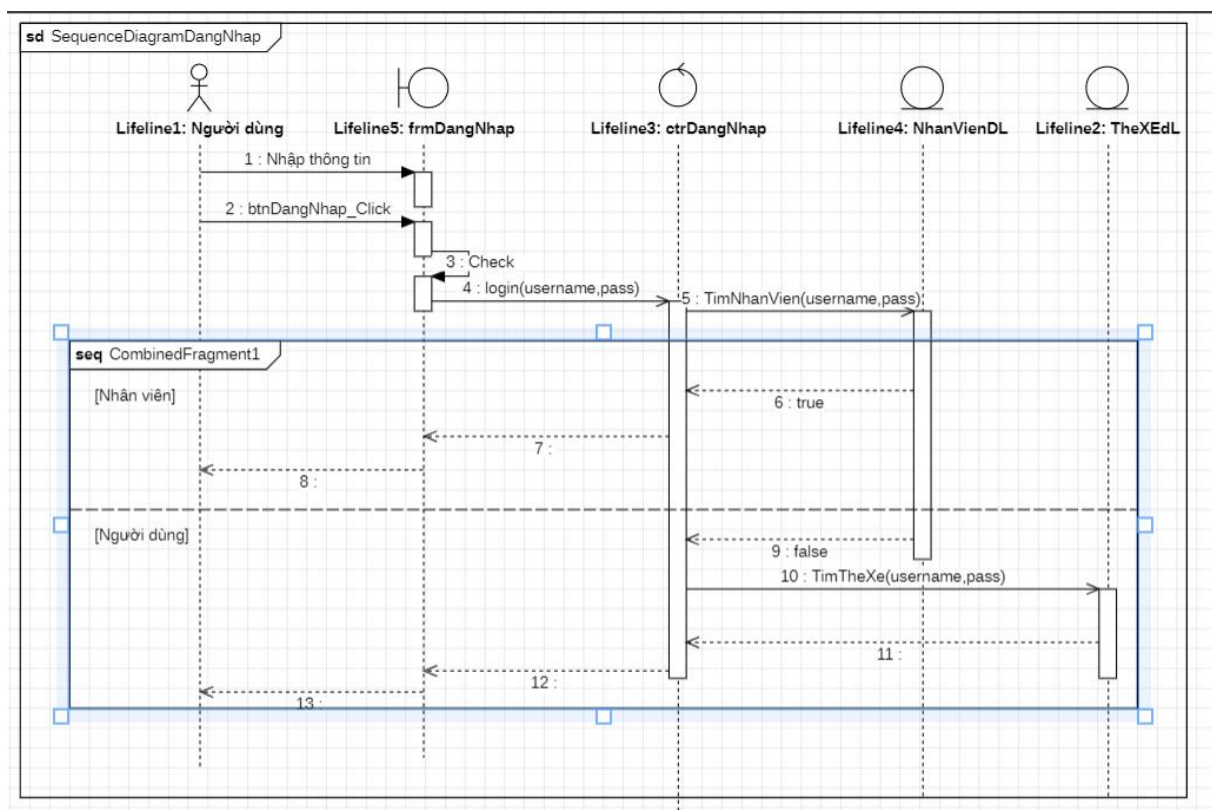 sd SequenceDiagramDangNhap
Lifeline1: Người dùng
Lifeline5: frmDangNhap
Lifeline3: ctrDangNhap
Lifeline4: NhanVienDL
Lifeline2: TheXEdL
1 : Nhập thông tin
2 : btnDangNhap_Click
3 : Check
4 : login(username,pass)
5 : TimNhanVien(username,pass)
seq CombinedFragment1
[Nhân viên]
6 : true
7 :
8 :
[Người dùng]
9 : false
10 : TimTheXe(username,pass)
11 :
12 :
13 :